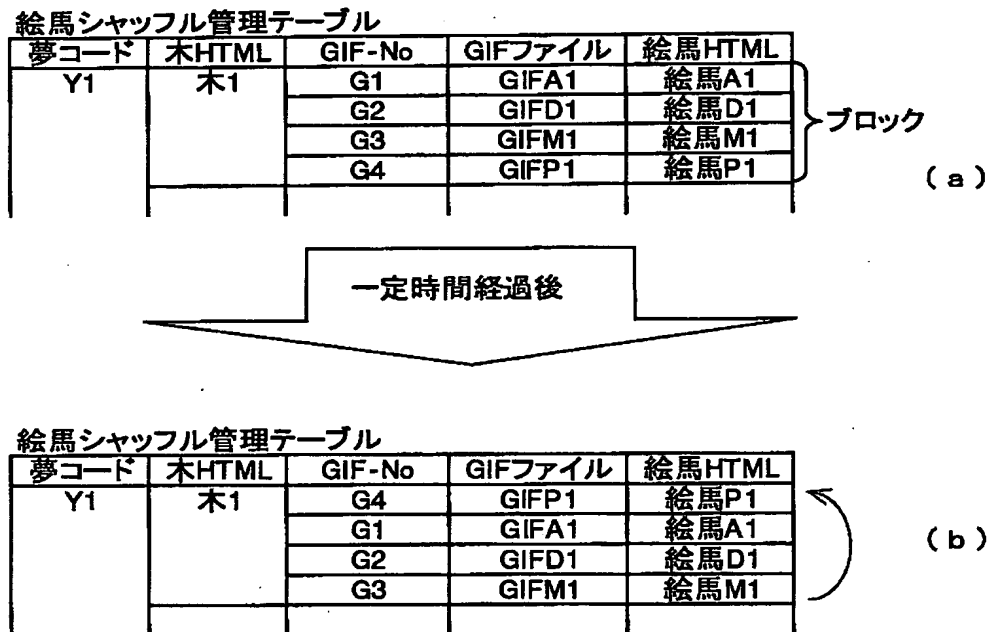 絵馬シャッフル管理テーブル
夢コード 木HTML GIF-No GIFファイル 絵馬HTML
Y1 木1 G1 GIFA1 絵馬A1
G2 GIFD1 絵馬D1
G3 GIFM1 絵馬M1
G4 GIFP1 絵馬P1
ブロック
(a)
一定時間経過後
絵馬シャッフル管理テーブル
夢コード 木HTML GIF-No GIFファイル 絵馬HTML
Y1 木1 G4 GIFP1 絵馬P1
G1 GIFA1 絵馬A1
G2 GIFD1 絵馬D1
G3 GIFM1 絵馬M1
(b)